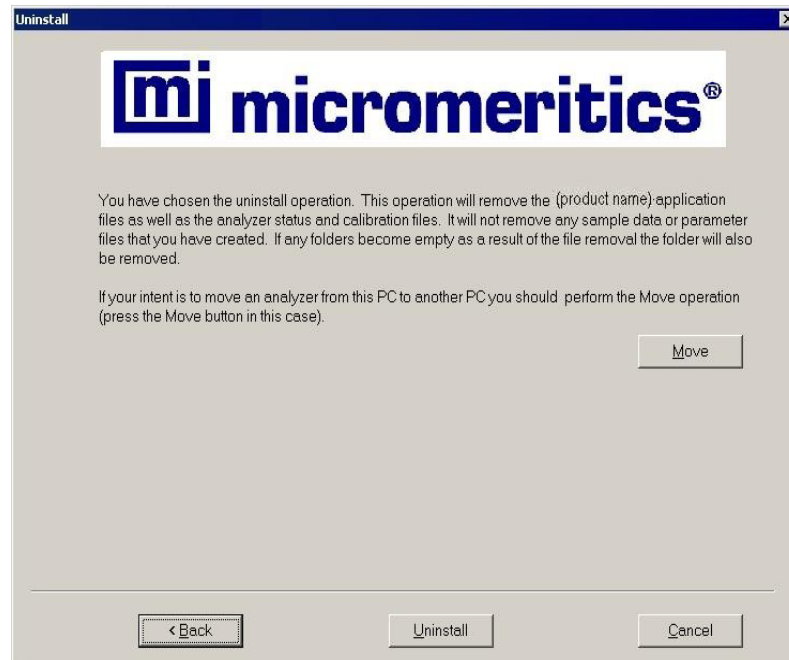 Uninstall
mi micromeritics®
You have chosen the uninstall operation. This operation will remove the (product name) application
files as well as the analyzer status and calibration files. It will not remove any sample data or parameter
files that you have created. If any folders become empty as a result of the file removal the folder will also
be removed.
If your intent is to move an analyzer from this PC to another PC you should perform the Move operation
(press the Move button in this case).
Move
< Back
Uninstall
Cancel